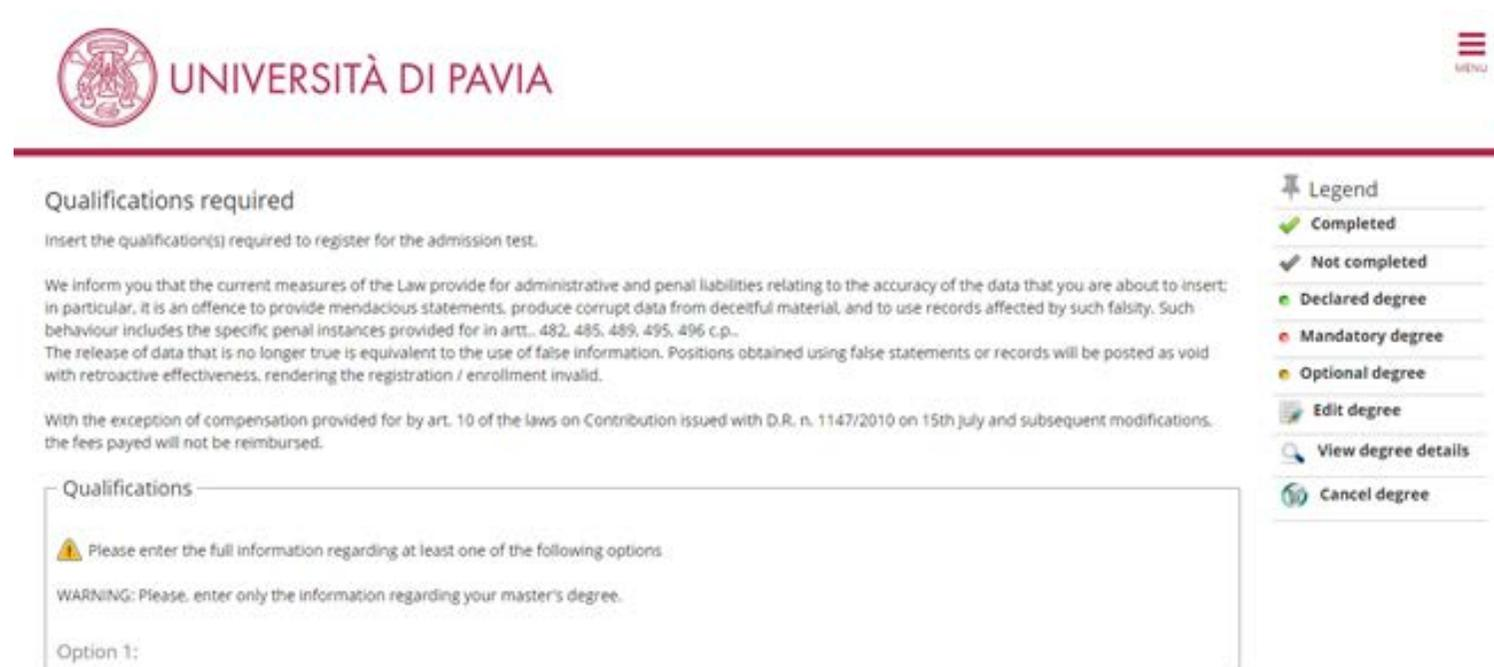 UNIVERSITÀ DI PAVIA
MENU
Qualifications required
Insert the qualification(s) required to register for the admission test.
We inform you that the current measures of the Law provide for administrative and penal liabilities relating to the accuracy of the data that you are about to insert;
in particular, it is an offence to provide mendacious statements, produce corrupt data from deceitful material, and to use records affected by such falsity. Such
behaviour includes the specific penal instances provided for in artt.. 482, 485, 489, 495, 496 c.p..
The release of data that is no longer true is equivalent to the use of false information. Positions obtained using false statements or records will be posted as void
with retroactive effectiveness, rendering the registration / enrollment invalid.
With the exception of compensation provided for by art. 10 of the laws on Contribution issued with D.R. n. 1147/2010 on 15th July and subsequent modifications,
the fees payed will not be reimbursed.
Qualifications
Please enter the full information regarding at least one of the following options
WARNING: Please, enter only the information regarding your master's degree.
Option 1:
Legend
Completed
Not completed
Declared degree
Mandatory degree
Optional degree
Edit degree
View degree details
Cancel degree